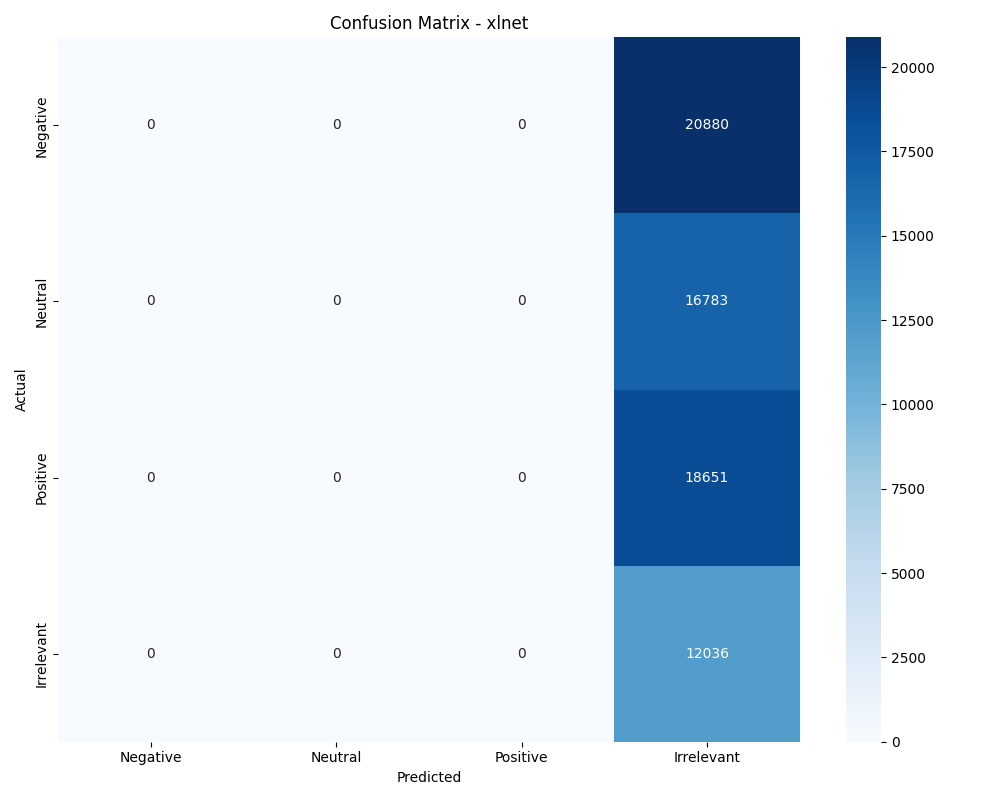 Confusion Matrix - xlnet
Negative 0 0 0 20880
Neutral 0 0 0 16783
Positive 0 0 0 18651
Irrelevant 0 0 0 12036
Actual
Negative Neutral Positive Irrelevant
Predicted
20000
17500
15000
12500
10000
7500
5000
2500
0